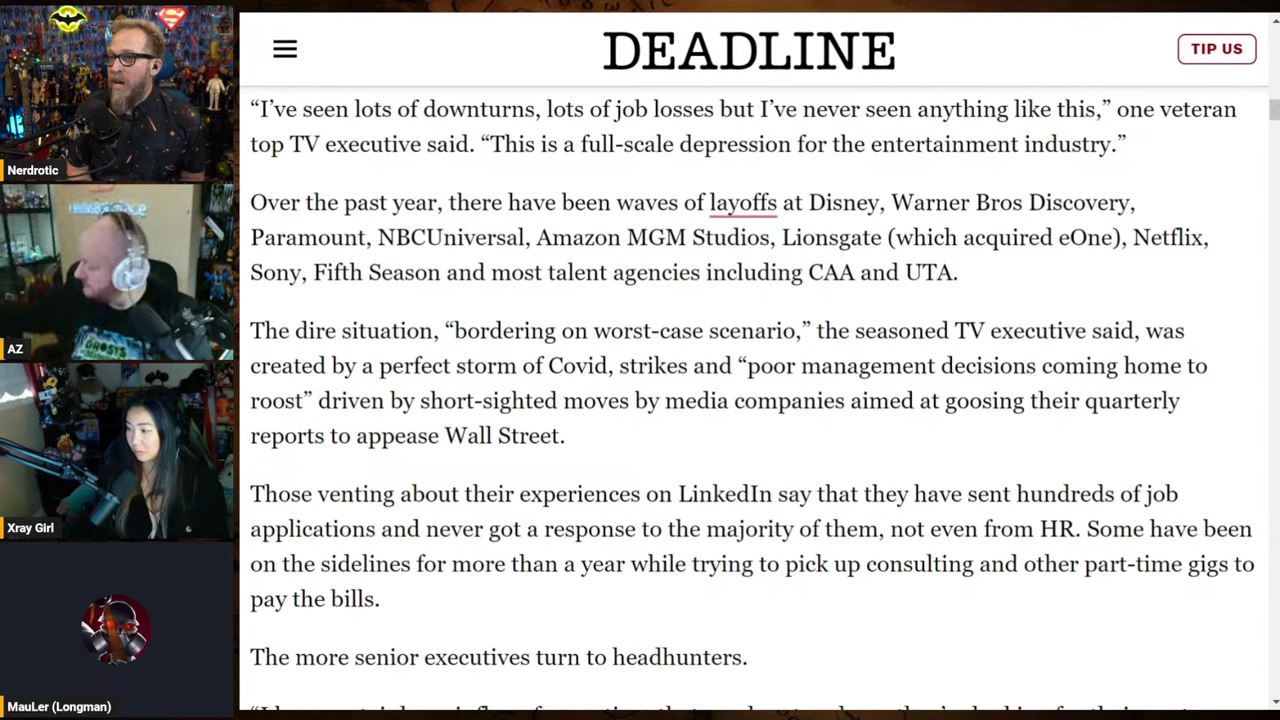 DEADLINE
TIP US
“I’ve seen lots of downturns, lots of job losses but I’ve never seen anything like this,” one veteran
top TV executive said. “This is a full-scale depression for the entertainment industry.”
Over the past year, there have been waves of layoffs at Disney, Warner Bros Discovery,
Paramount, NBCUniversal, Amazon MGM Studios, Lionsgate (which acquired eOne), Netflix,
Sony, Fifth Season and most talent agencies including CAA and UTA.
The dire situation, “bordering on worst-case scenario,” the seasoned TV executive said, was
created by a perfect storm of Covid, strikes and “poor management decisions coming home to
roost” driven by short-sighted moves by media companies aimed at goosing their quarterly
reports to appease Wall Street.
Those venting about their experiences on LinkedIn say that they have sent hundreds of job
applications and never got a response to the majority of them, not even from HR. Some have been
on the sidelines for more than a year while trying to pick up consulting and other part-time gigs to
pay the bills.
The more senior executives turn to headhunters.
Nerdrotic
AZ
Xray Girl
MauLer (Longman)